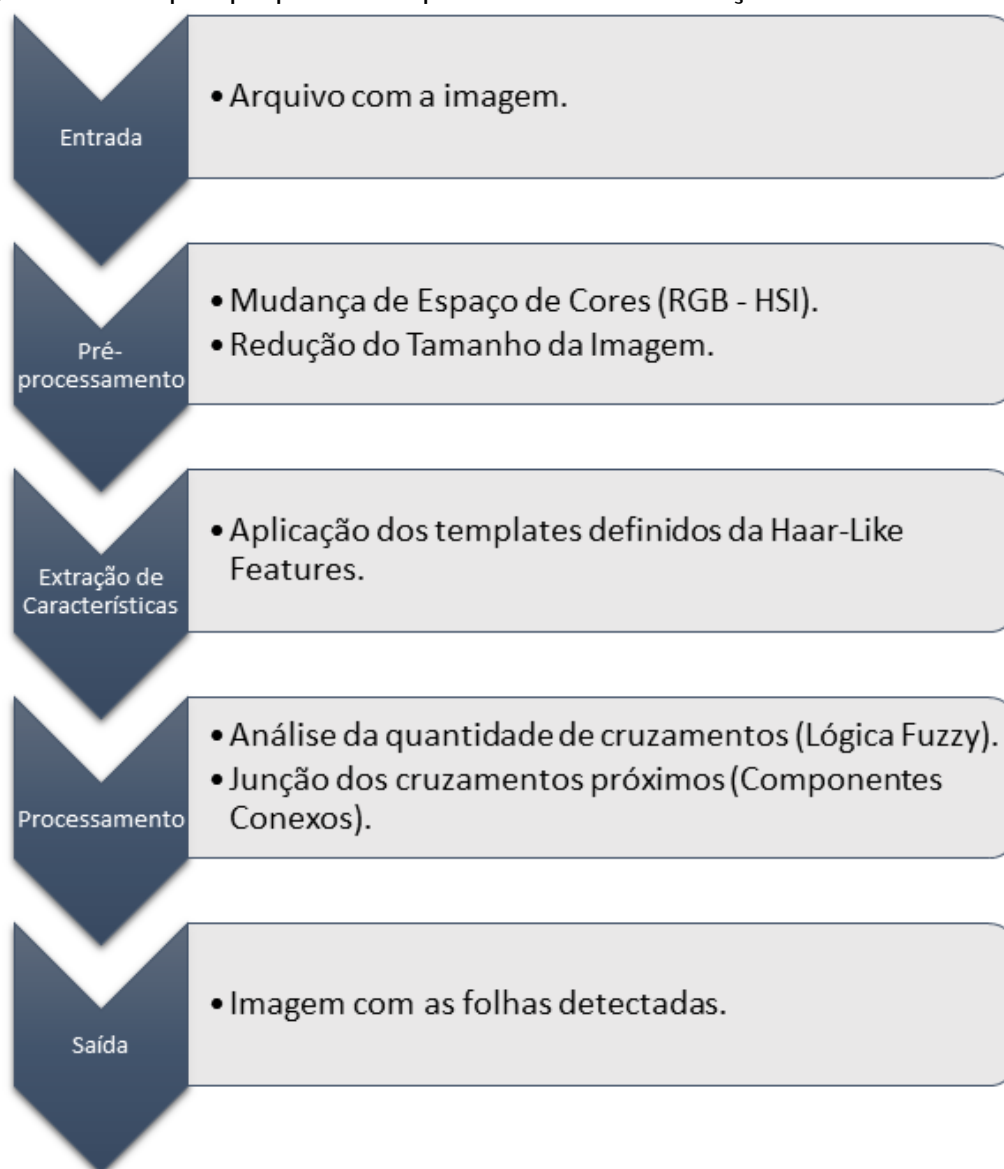 Entrada
• Arquivo com a imagem.
Pré-
processamento
• Mudança de Espaço de Cores (RGB - HSI).
• Redução do Tamanho da Imagem.
Extração de
Características
• Aplicação dos templates definidos da Haar-Like
Features.
Processamento
• Análise da quantidade de cruzamentos (Lógica Fuzzy).
• Junção dos cruzamentos próximos (Componentes
Conexos).
Saída
• Imagem com as folhas detectadas.